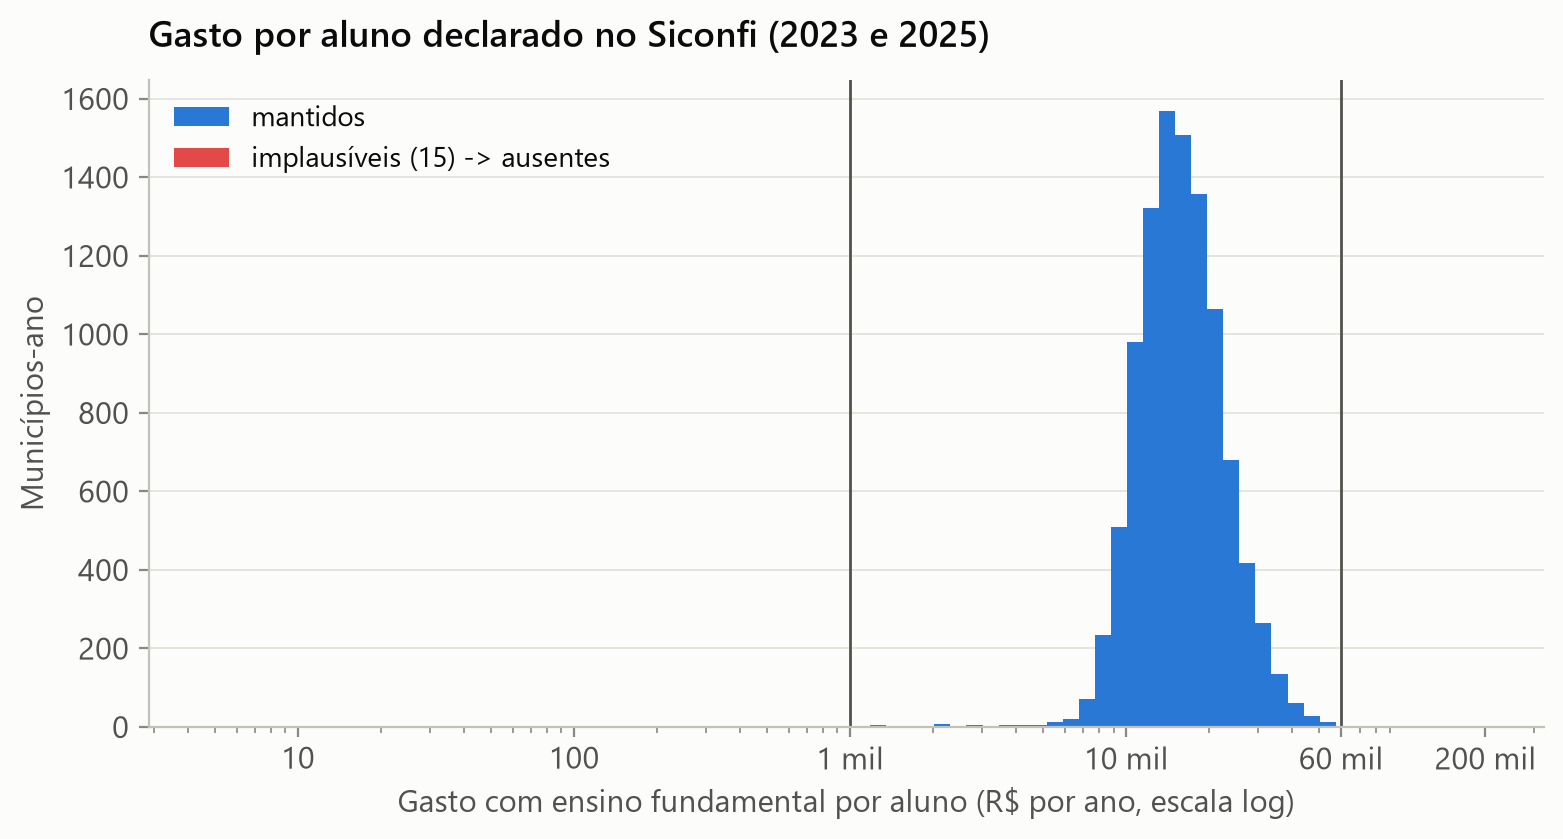 Gasto por aluno declarado no Siconfi (2023 e 2025)
mantidos
implausíveis (15) -> ausentes
1600
1400
1200
1000
800
600
400
200
0
Municípios-ano
10
100
1 mil
10 mil
60 mil
200 mil
Gasto com ensino fundamental por aluno (R$ por ano, escala log)